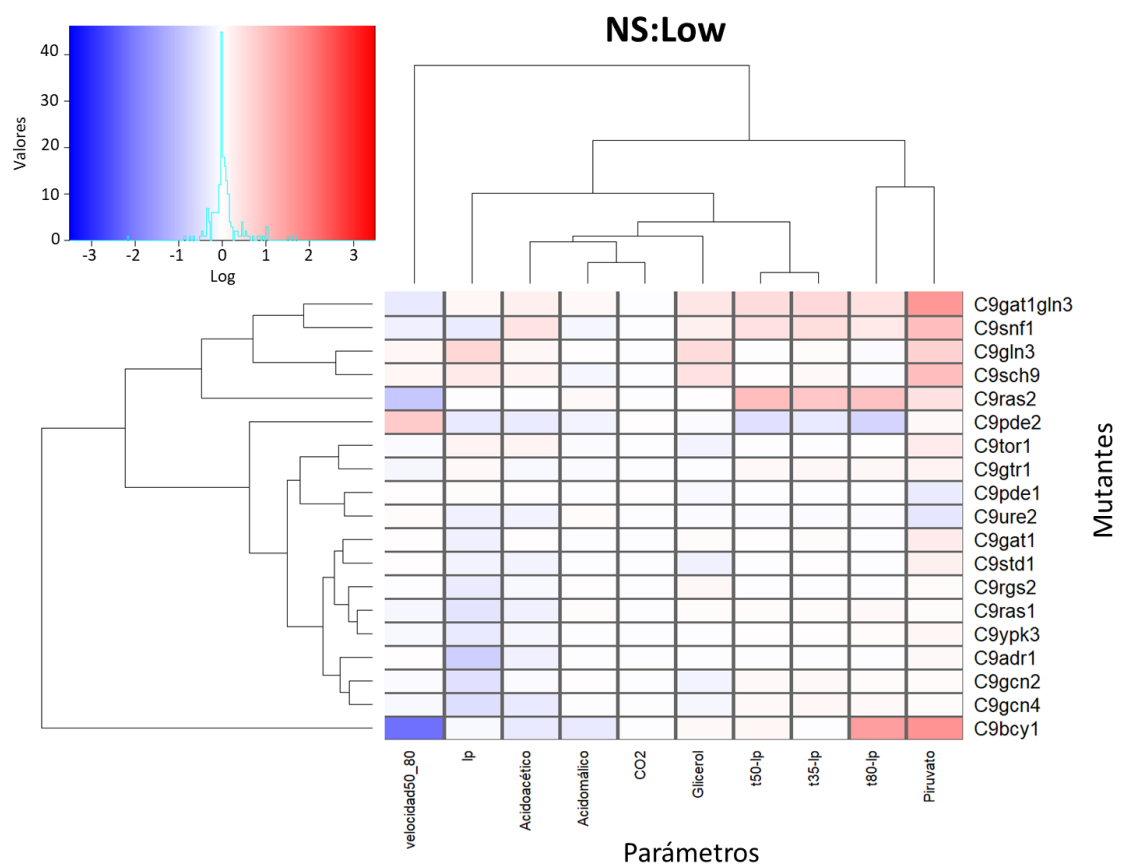 NS:Low
40
30
20
10
0
Valores
-3 -2 -1 0 1 2 3
Log
C9gat1gln3
C9snf1
C9gln3
C9sch9
C9ras2
C9pde2
C9tor1
C9gtr1
C9pde1
C9ure2
C9gat1
C9std1
C9rgs2
C9ras1
C9ypk3
C9adr1
C9gcn2
C9gcn4
C9bcy1
Mutantes
velocidad50_80
lp
Acidoacético
Acidomálico
CO2
Glicerol
t50-lp
t35-lp
t80-lp
Piruvato
Parámetros